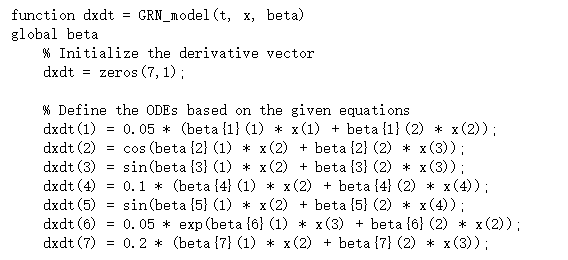 function dxdt = GRN_model(t, x, beta)
global beta
% Initialize the derivative vector
dxdt = zeros(7,1);
% Define the ODEs based on the given equations
dxdt(1) = 0.05 * (beta{1}(1) * x(1) + beta{1}(2) * x(2));
dxdt(2) = cos(beta{2}(1) * x(2) + beta{2}(2) * x(3));
dxdt(3) = sin(beta{3}(1) * x(2) + beta{3}(2) * x(3));
dxdt(4) = 0.1 * (beta{4}(1) * x(2) + beta{4}(2) * x(4));
dxdt(5) = sin(beta{5}(1) * x(2) + beta{5}(2) * x(4));
dxdt(6) = 0.05 * exp(beta{6}(1) * x(3) + beta{6}(2) * x(2));
dxdt(7) = 0.2 * (beta{7}(1) * x(2) + beta{7}(2) * x(3));